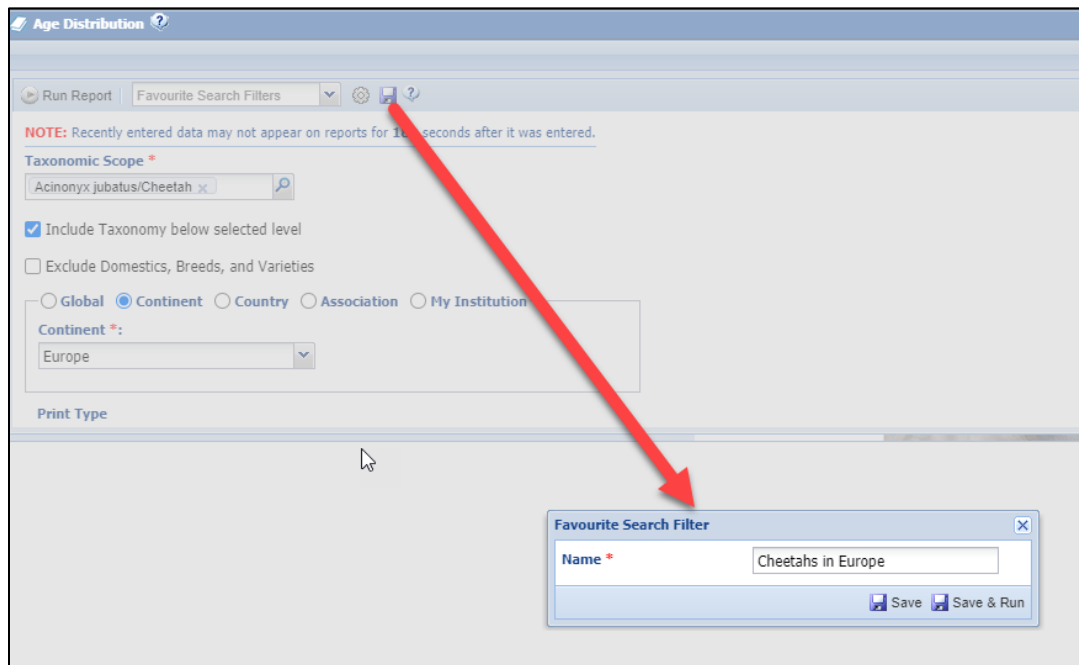 Age Distribution
Run Report Favourite Search Filters
NOTE: Recently entered data may not appear on reports for seconds after it was entered.
Taxonomic Scope *
Acinonyx jubatus/Cheetah x
Include Taxonomy below selected level
Exclude Domestics, Breeds, and Varieties
Global Continent Country Association My Institution
Continent *:
Europe
Print Type
Favourite Search Filter
Name * Cheetahs in Europe
Save Save & Run